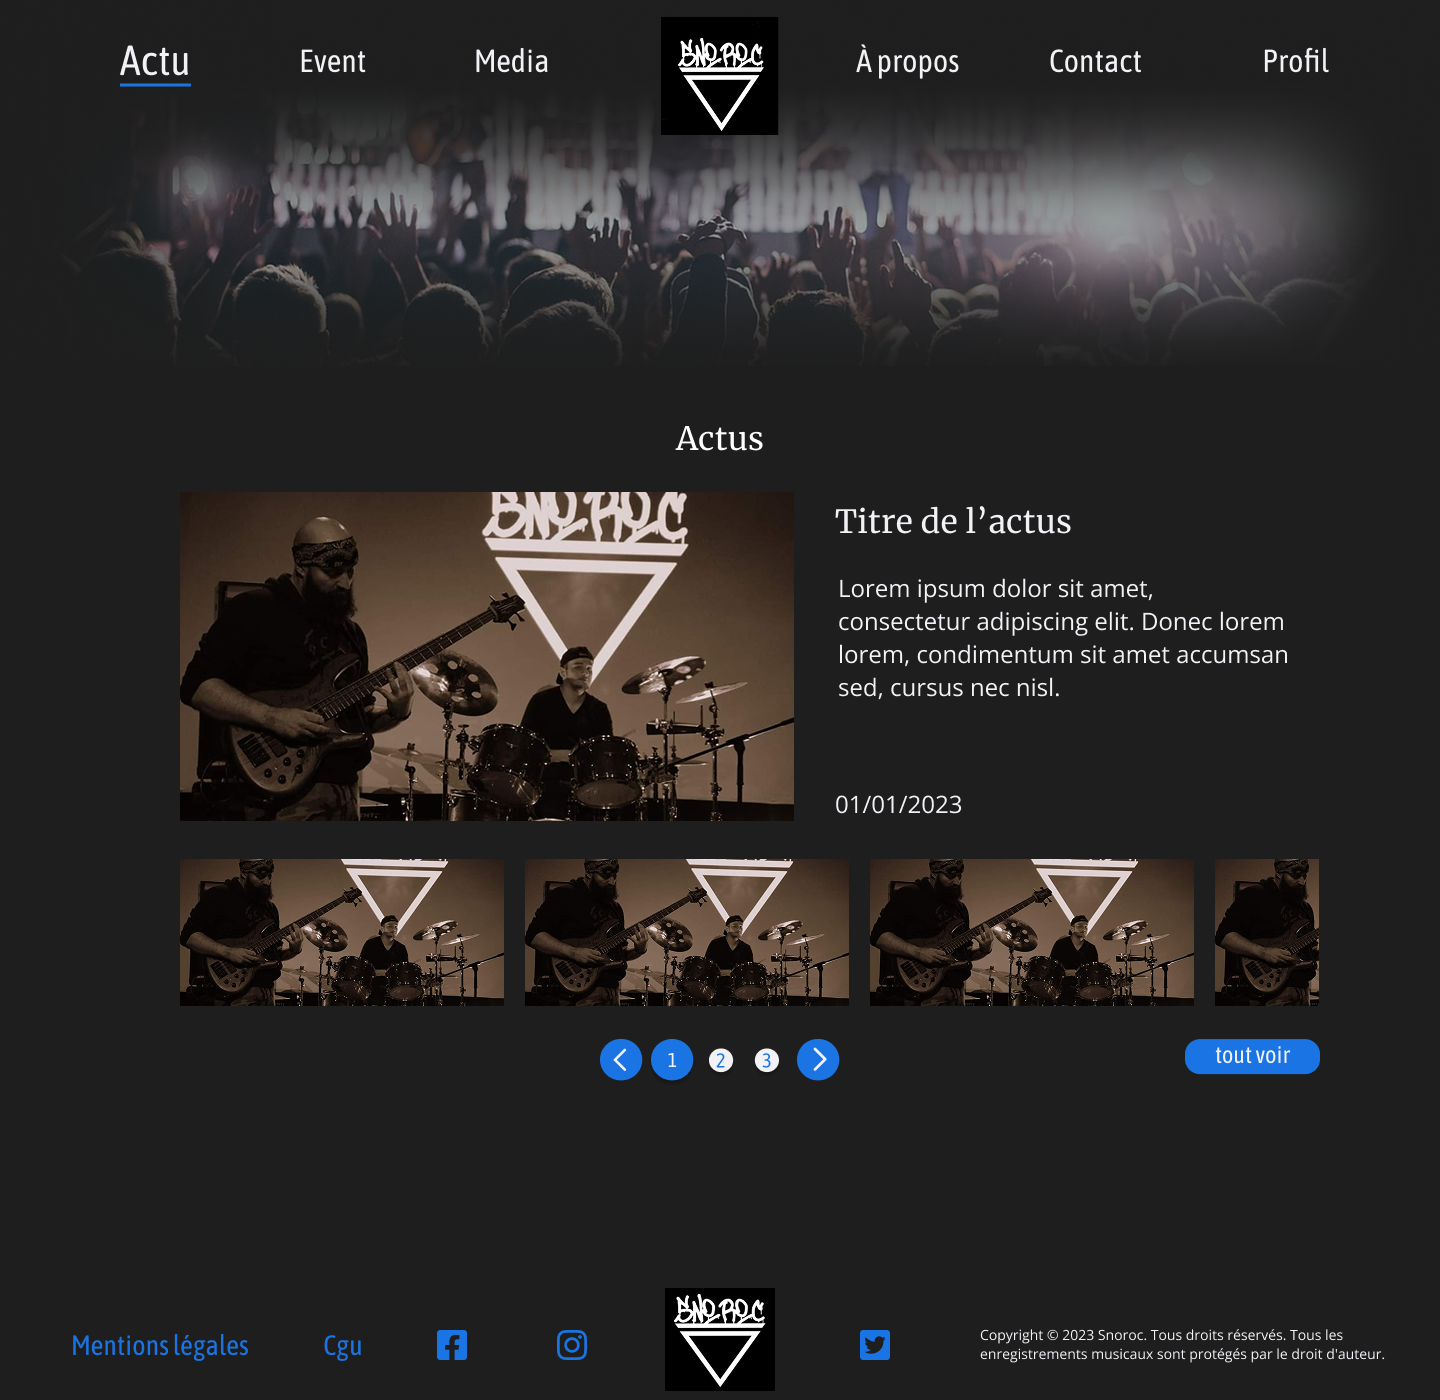 Actu
Event
Media
SNOROC
À propos
Contact
Profil
Actus
SNOROC
Titre de l’actus
Lorem ipsum dolor sit amet,
consectetur adipiscing elit. Donec lorem
lorem, condimentum sit amet accumsan
sed, cursus nec nisl.
01/01/2023
1
2
3
tout voir
Mentions légales
Cgu
SNOROC
Copyright © 2023 Snoroc. Tous droits réservés. Tous les
enregistrements musicaux sont protégés par le droit d'auteur.